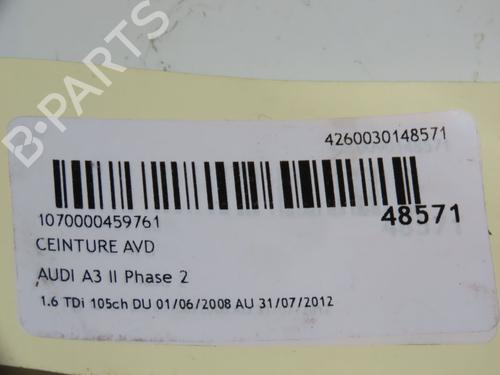 4260030148571
1070000459761
48571
CEINTURE AVD
AUDI A3 II Phase 2
1.6 TDi 105ch DU 01/06/2008 AU 31/07/2012
B-PARTS